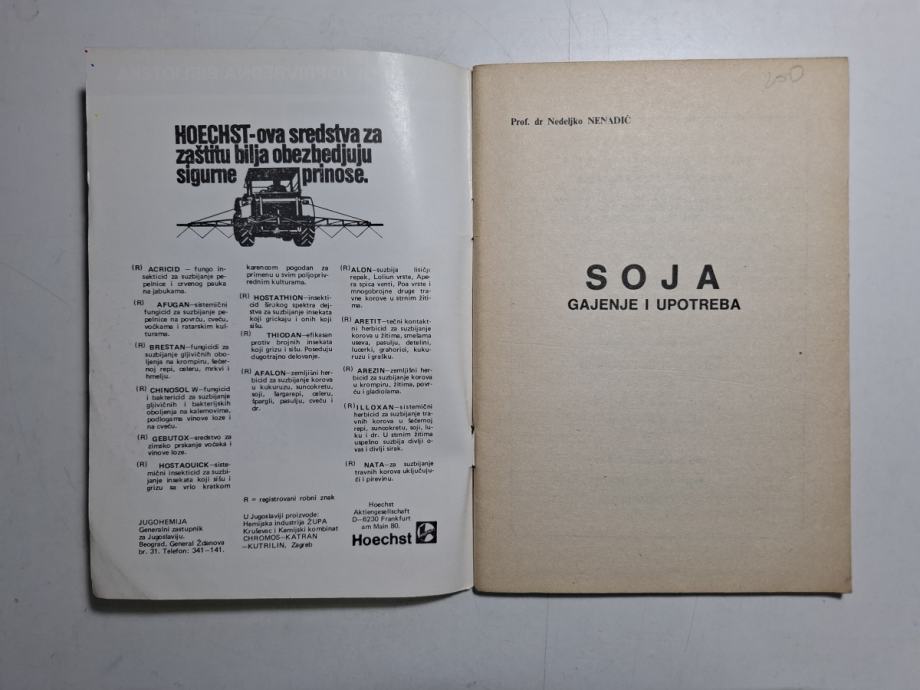 HOECHST-ova sredstva za
zaštitu bilja obezbedjuju
sigurne prinose.
(R) ACRICID – fungo in-
sekticid za suzbijanje pe-
pelnice i crvenog pauka
na jabukama.
(R) AFUGAN–sistemični
fungicid za suzbijanje pe-
pelnice na povrću, cveću,
voćkama i ratarskim kul-
turama.
(R) BRESTAN–fungicidi za
suzbijanje gljivičnih obo-
ljenja na krompiru, šećer-
noj repi, celeru, mrkvi i
hmelju.
(R) CHINOSOL W–fungicid
i baktericid za suzbijanje
gljivičnih i bakterijskih
oboljenja na kalemovima,
podlogama vinove loze i
na cveću.
(R) GEBUTOX–sredstvo za
zimsko prskanje voćaka i
vinove loze.
(R) HOSTAQUICK–siste-
mični insekticid za suzbi-
janje insekata koji sišu i
grizu sa vrlo kratkom
karencom pogodan za
primenu u svim poljopriv-
rednim kulturama.
(R) HOSTATHION–insekti-
cid širokog spektra dej-
stva za suzbijanje insekata
koji grickaju i onih koji
sišu.
(R) THIODAN–efikasen
protiv brojnih insekata
koji grizu i sišu. Poseduju
dugotrajno delovanje.
(R) AFALON–zemljišni her-
bicid za suzbijanje korova
u kukuruzu, suncokretu,
soji, šargarepi, celeru,
špargli, pasulju, cveću i
dr.
(R) ALON–suzbija lisičji
repak, Loliun vrste, Ape-
ra spica venti, Poa vrste i
mnogobrojne druge tra-
vne korove u strnim žiti-
ma.
(R) ARETIT–tečni kontakt-
ni herbicid za suzbijanje
korova u žitima, smešama
useva, pasulju, detelini,
lucerki, grahorici, kuku-
ruzu i grašku.
(R) AREZIN–zemljišni her-
bicid za suzbijanje korova
u krompiru, žitima, povr-
ću i gladiolama.
(R) ILLOXAN–sistemični
herbicid za suzbijanje tra-
vnih korova u šećernoj
repi, suncokretu, soji, lu-
ku i dr. U strnim žitima
uspešno suzbija divlji o-
vas i divlji sirak.
(R) NATA–za suzbijanje
travnih korova uključuju-
ći i pirevinu.
R = registrovani robni znak
JUGOHEMIJA
Generalni zastupnik
za Jugoslaviju.
Beograd, General Ždanova
br. 31. Telefon: 341–141.
U Jugoslaviji proizvode:
Hemijska industrija ŽUPA
Kruševac i Kemijski kombinat
CHROMOS–KATRAN
–KUTRILIN, Zagreb
Hoechst
Aktiengesellschaft
D–6230 Frankfurt
am Main 80.
Hoechst
200
Prof. dr Nedeljko NENADIĆ
SOJA
GAJENJE I UPOTREBA